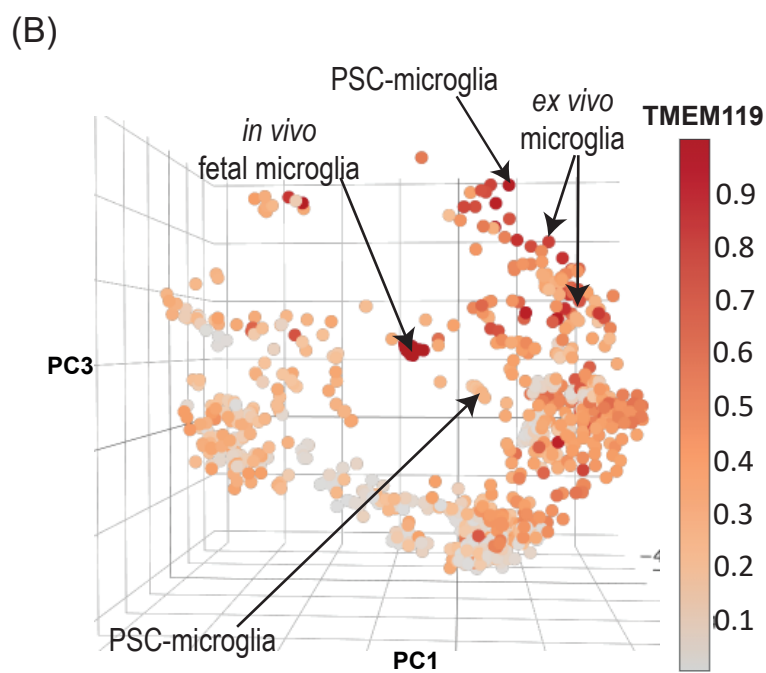 (B)
PSC-microglia
ex vivo
microglia
TMEM119
in vivo
fetal microglia
0.9
0.8
0.7
0.6
PC3
0.5
0.4
0.3
-4
0.2
0.1
PSC-microglia
PC1